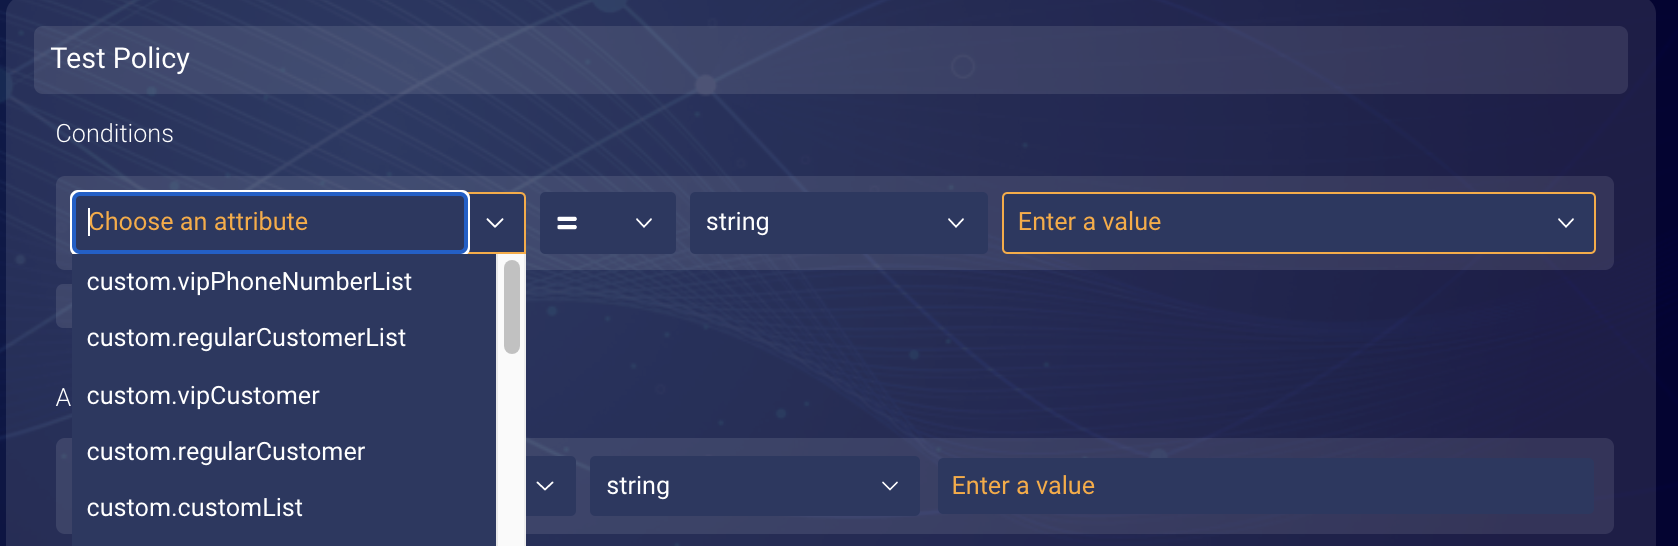 Test Policy
Conditions
Choose an attribute = string Enter a value
custom.vipPhoneNumberList
custom.regularCustomerList
A
custom.vipCustomer
custom.regularCustomer
string Enter a value
custom.customList